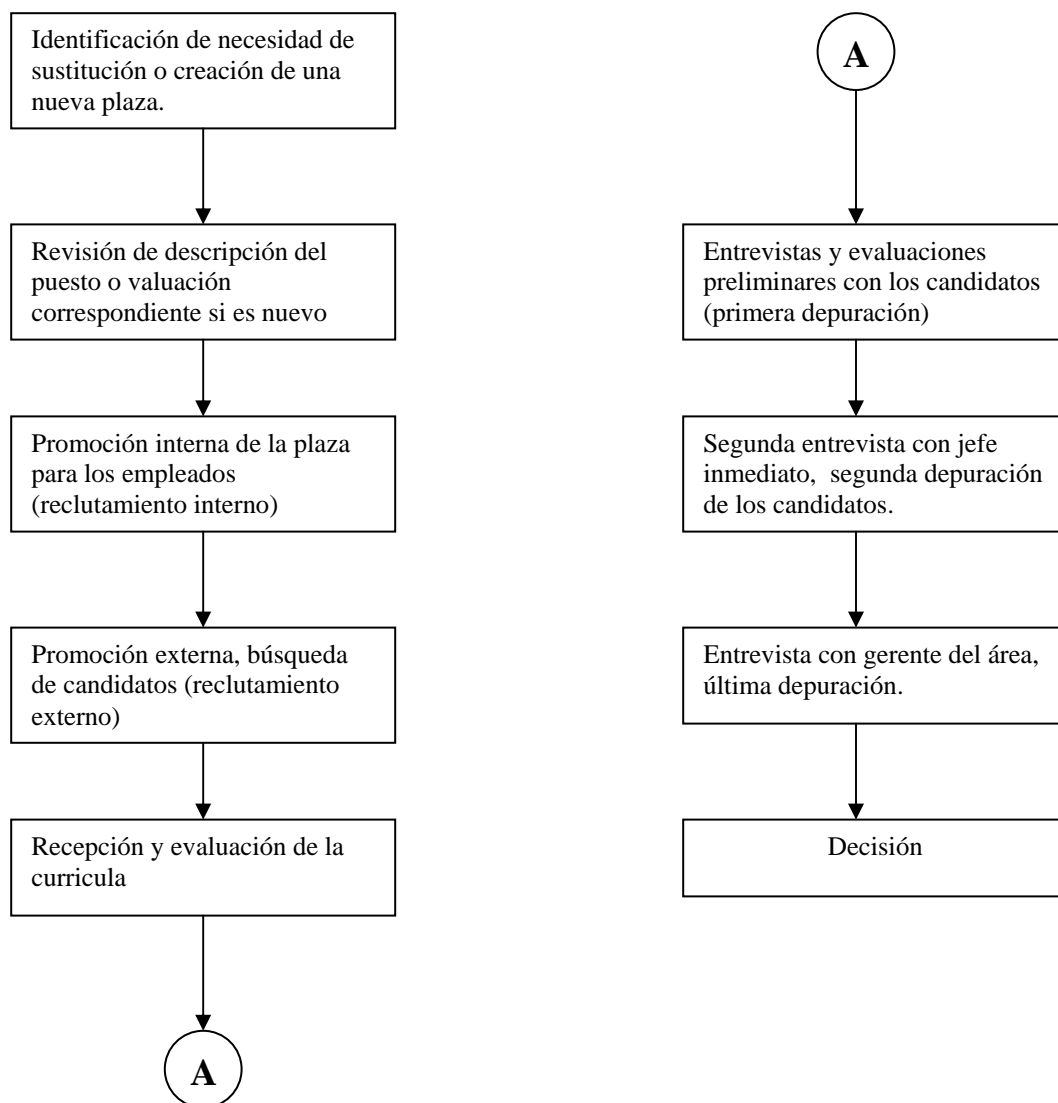 Identificación de necesidad de
sustitución o creación de una
nueva plaza.
Revisión de descripción del
puesto o valuación
correspondiente si es nuevo
Promoción interna de la plaza
para los empleados
(reclutamiento interno)
Promoción externa, búsqueda
de candidatos (reclutamiento
externo)
Recepción y evaluación de la
curricula
A
A
Entrevistas y evaluaciones
preliminares con los candidatos
(primera depuración)
Segunda entrevista con jefe
inmediato,  segunda depuración
de los candidatos.
Entrevista con gerente del área,
última depuración.
Decisión